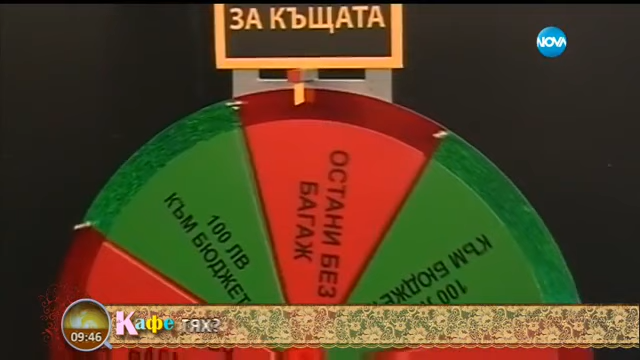 ЗА КЪЩАТА
NOVA
ОСТАНИ БЕЗ
БАГАЖ
100 ЛВ
КЪМ БЮДЖЕТ
КЪМ БЮДЖЕ
100
09:46
Кафе
тях?